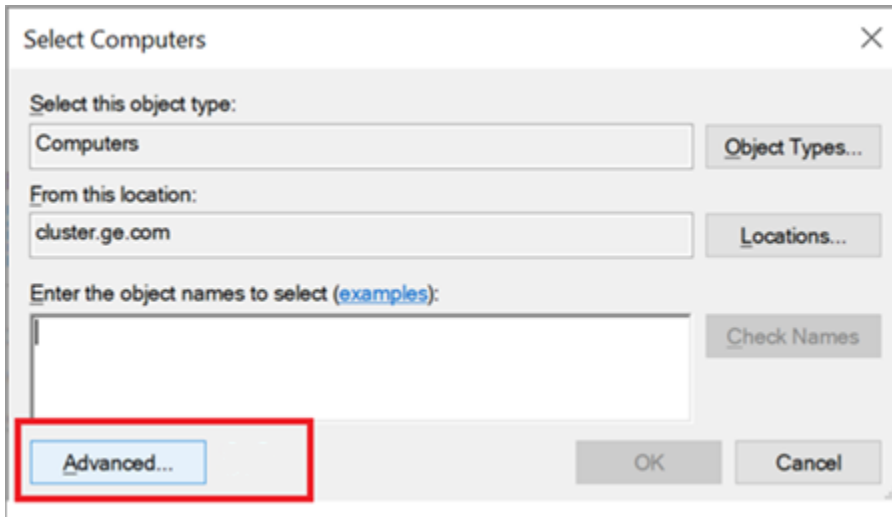 Select Computers
Select this object type:
Computers
Object Types...
From this location:
cluster.ge.com
Locations...
Enter the object names to select (examples):
Check Names
Advanced...
OK
Cancel